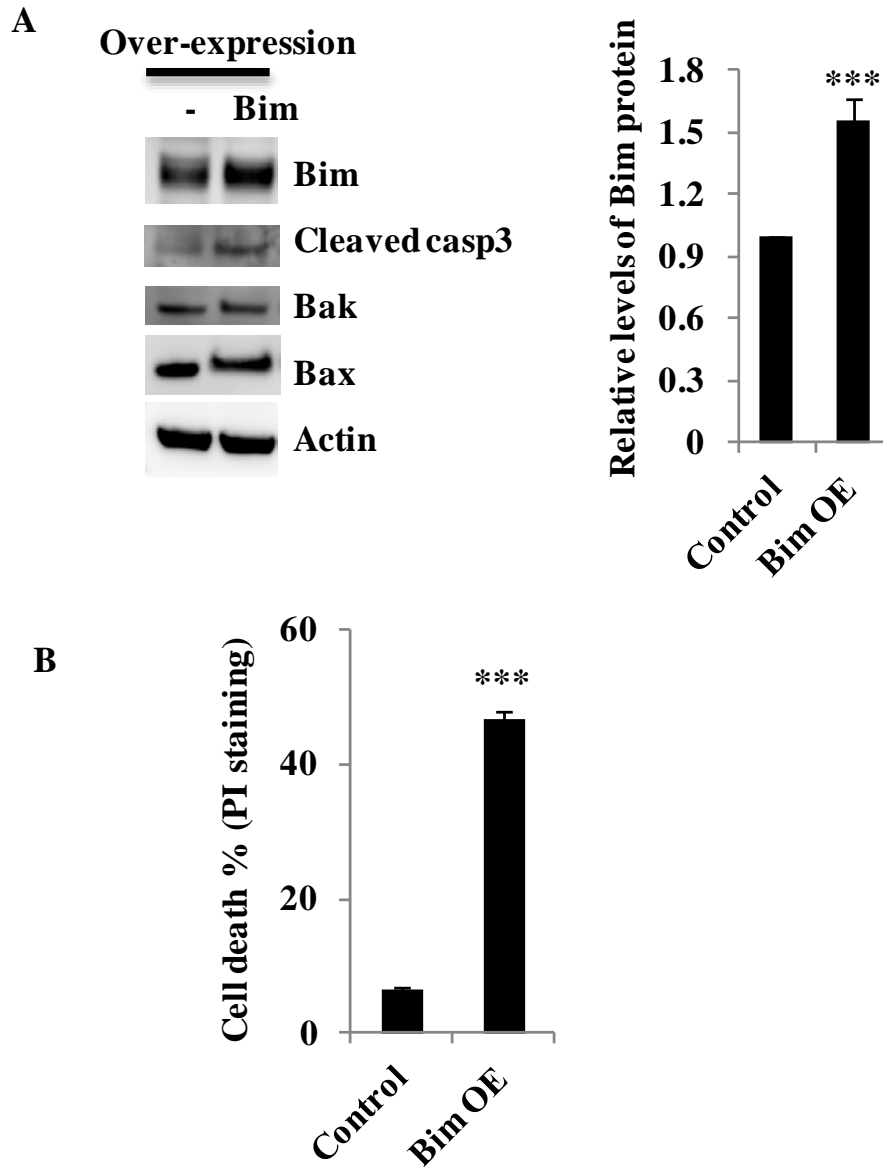 A
Over-expression
- Bim
Bim
Cleaved casp3
Bak
Bax
Actin
Relative levels of Bim protein
1.8
1.5
1.2
0.9
0.6
0.3
0
***
Control
Bim OE
B
Cell death % (PI staining)
60
40
20
0
***
Control
Bim OE